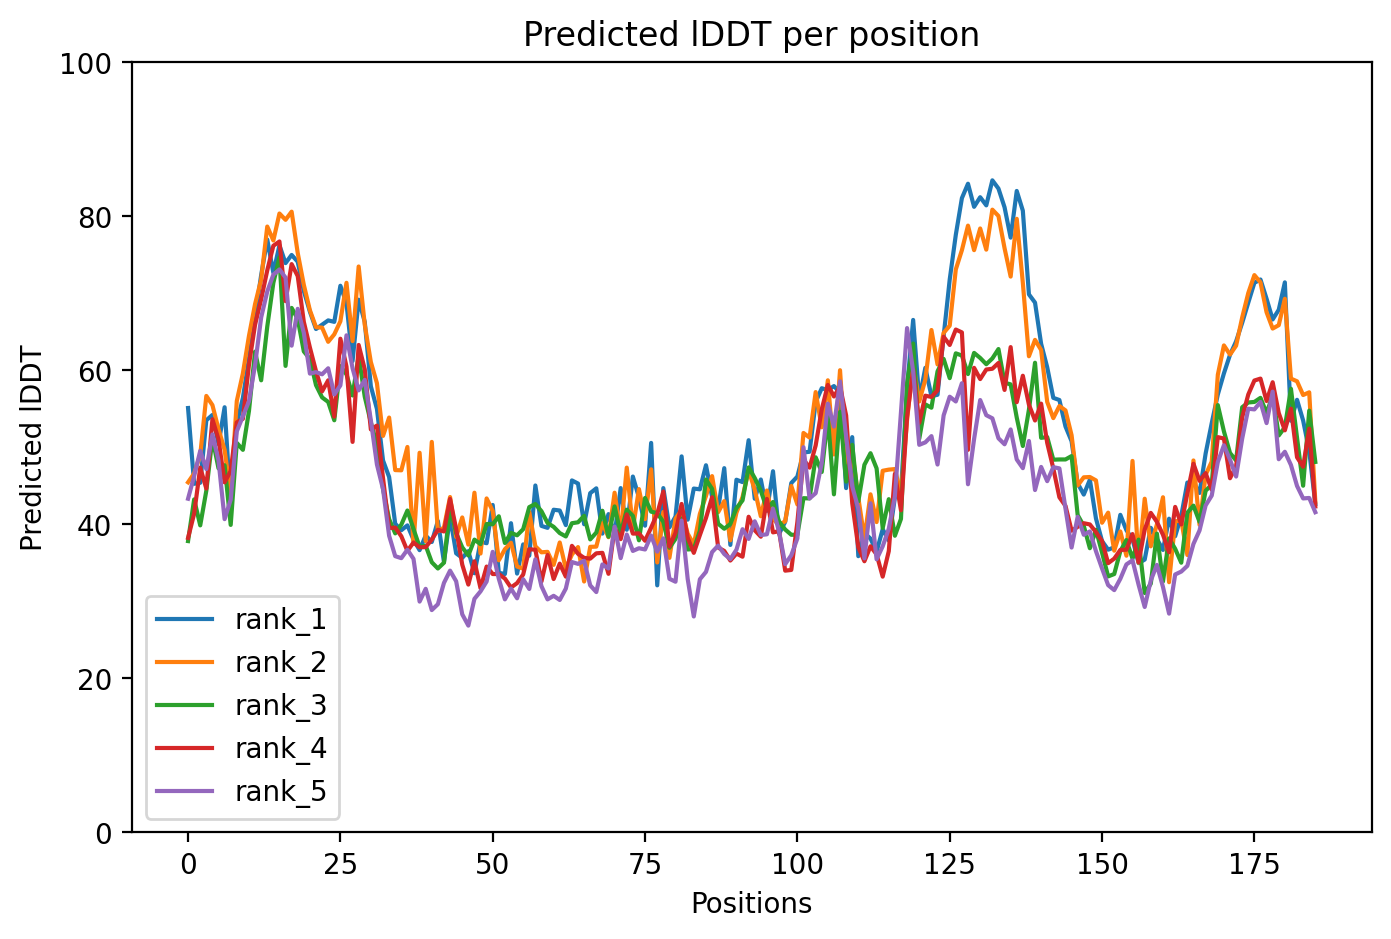 Predicted lDDT per position
Predicted lDDT
100
80
60
40
20
0
rank_1
rank_2
rank_3
rank_4
rank_5
0 25 50 75 100 125 150 175
Positions